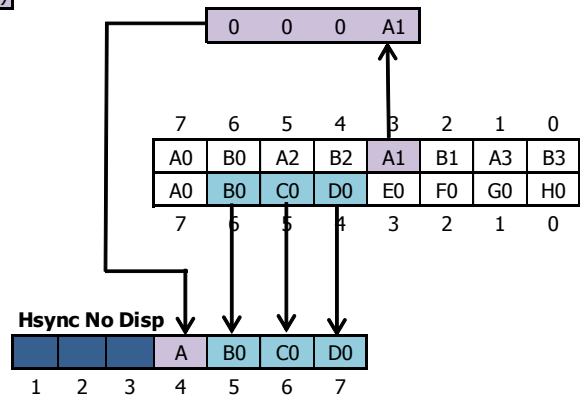 0 0 0 A1
7 6 5 4 3 2 1 0
A0 B0 A2 B2 A1 B1 A3 B3
A0 B0 C0 D0 E0 F0 G0 H0
7 6 5 4 3 2 1 0
Hsync No Disp
A B0 C0 D0
1 2 3 4 5 6 7